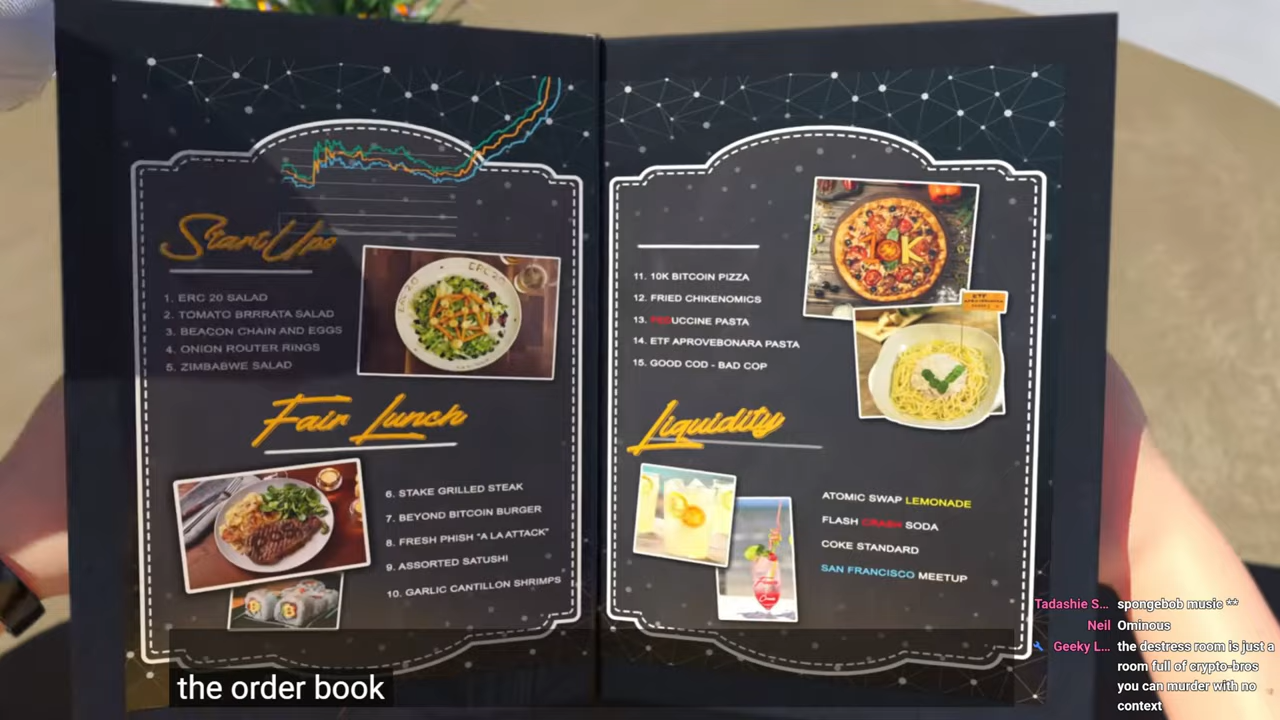 StartUps
1. ERC 20 SALAD
2. TOMATO BRRRATA SALAD
3. BEACON CHAIN AND EGGS
4. ONION ROUTER RINGS
5. ZIMBABWE SALAD
ERC-20
Fair Lunch
6. STAKE GRILLED STEAK
7. BEYOND BITCOIN BURGER
8. FRESH PHISH "A LA ATTACK"
9. ASSORTED SATUSHI
10. GARLIC CANTILLON SHRIMPS
11. 10K BITCOIN PIZZA
12. FRIED CHIKENOMICS
13. FEDUCCINE PASTA
14. ETF APROVEBONARA PASTA
15. GOOD COD - BAD COP
10K
ETF
Liquidity
ATOMIC SWAP LEMONADE
FLASH CRASH SODA
COKE STANDARD
SAN FRANCISCO MEETUP
Tadashie S... spongebob music **
Neil Ominous
Geeky L... the destress room is just a
room full of crypto-bros
you can murder with no
context
the order book